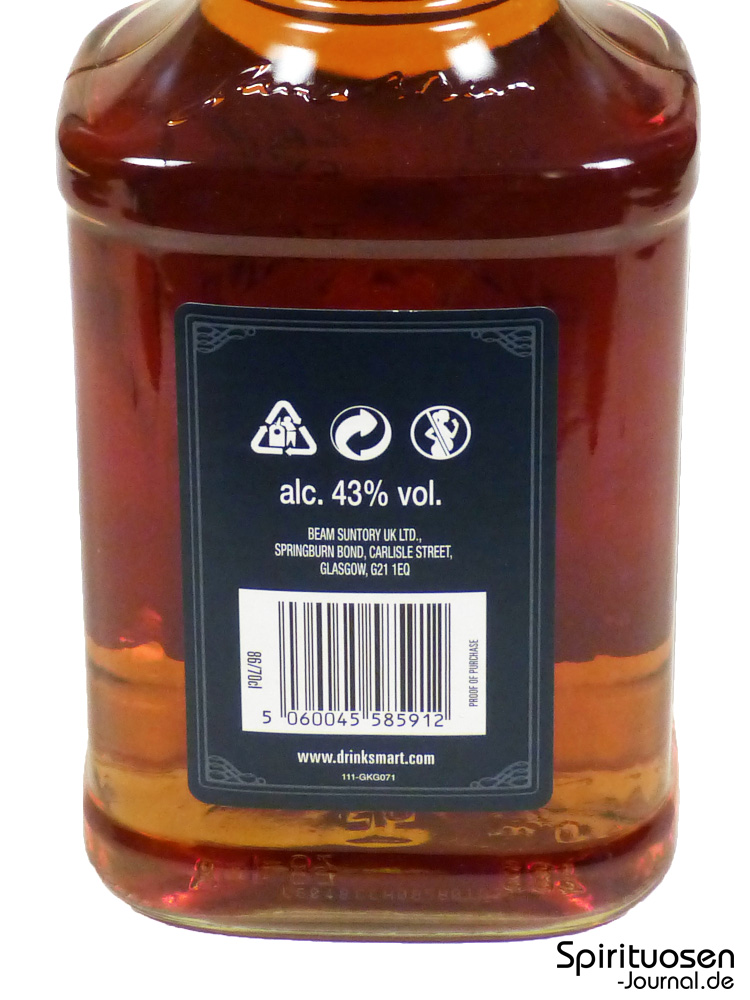 alc. 43% vol.
BEAM SUNTORY UK LTD.,
SPRINGBURN BOND, CARLISLE STREET,
GLASGOW, G21 1EQ
86/70cl
PROOF OF PURCHASE
5 060045 585912
www.drinksmart.com
111-GKG071
Spirituosen
-Journal.de